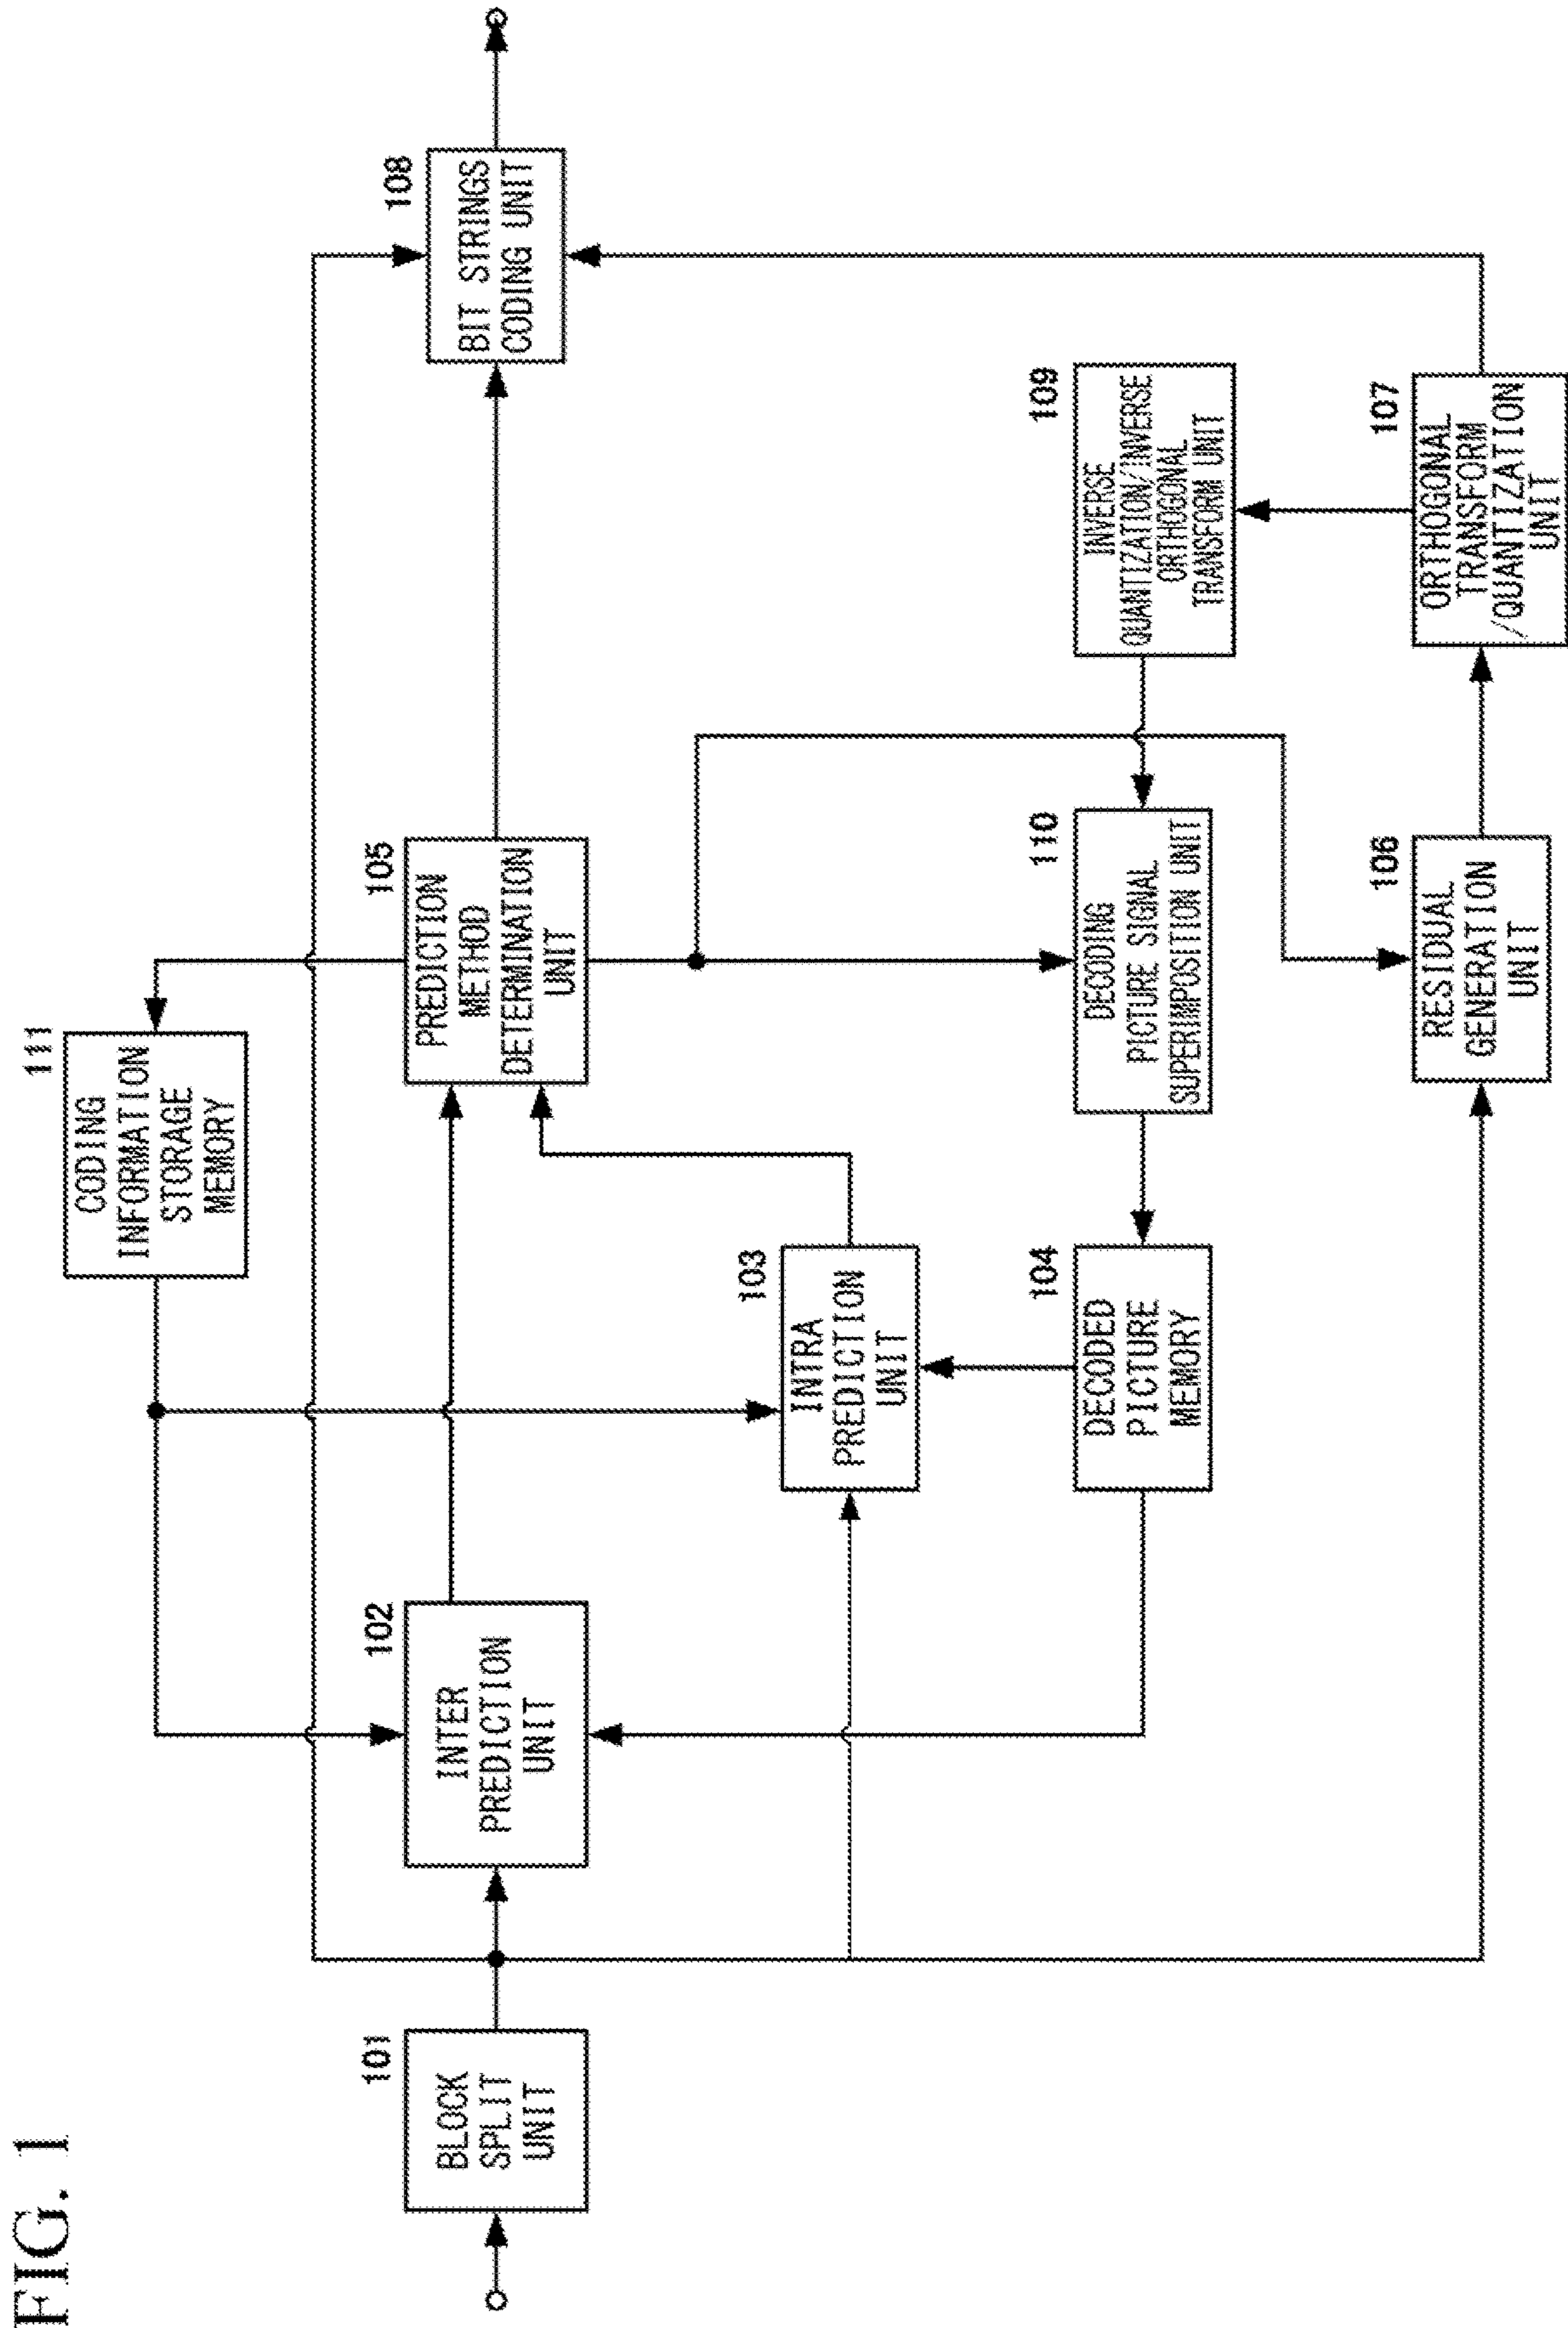 FIG. 1
111
CODING
INFORMATION
STORAGE
MEMORY
101
BLOCK
SPLIT
UNIT
102
INTER
PREDICTION
UNIT
105
PREDICTION
METHOD
DETERMINATION
UNIT
108
BIT STRINGS
CODING UNIT
103
INTRA
PREDICTION
UNIT
104
DECODED
PICTURE
MEMORY
110
DECODING
PICTURE SIGNAL
SUPERIMPOSITION UNIT
109
INVERSE
QUANTIZATION/INVERSE
ORTHOGONAL
TRANSFORM UNIT
106
RESIDUAL
GENERATION
UNIT
107
ORTHOGONAL
TRANSFORM
/QUANTIZATION
UNIT